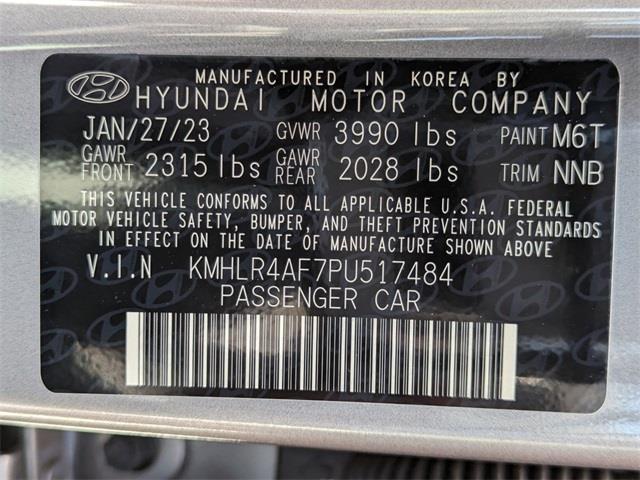 MANUFACTURED IN KOREA BY
HYUNDAI MOTOR COMPANY
JAN/27/23 GVWR 3990 lbs PAINT M6T
GAWR FRONT 2315 lbs GAWR REAR 2028 lbs TRIM NNB
THIS VEHICLE CONFORMS TO ALL APPLICABLE U.S.A. FEDERAL
MOTOR VEHICLE SAFETY, BUMPER, AND THEFT PREVENTION STANDARDS
IN EFFECT ON THE DATE OF MANUFACTURE SHOWN ABOVE
V.I.N KMHLR4AF7PU517484
PASSENGER CAR